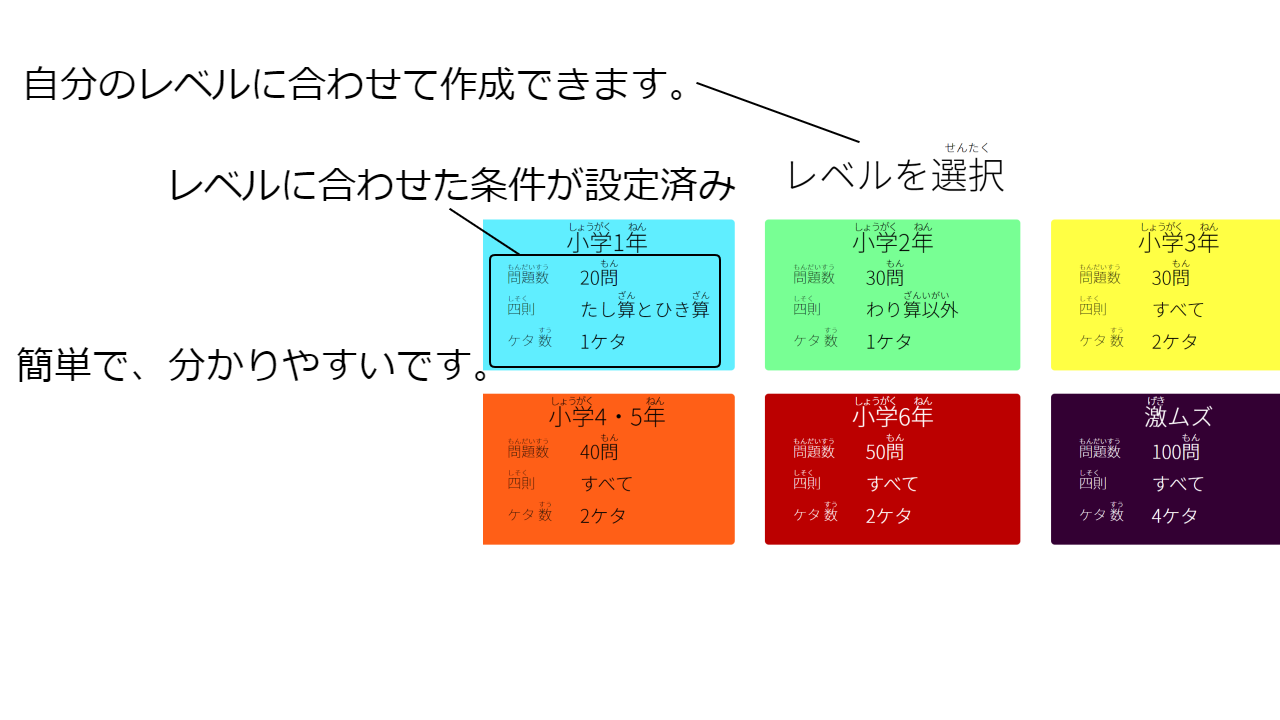 自分のレベルに合わせて作成できます。
せんたく
レベルを選択
レベルに合わせた条件が設定済み
簡単で、分かりやすいです。
しょうがく ねん
小学1年
もんだいすう もん
問題数 20問
しそく ざん ざん
四則 たし算とひき算
すう
ケタ数 1ケタ
しょうがく ねん
小学2年
もんだいすう もん
問題数 30問
しそく ざんいがい
四則 わり算以外
すう
ケタ数 1ケタ
しょうがく ねん
小学3年
もんだいすう もん
問題数 30問
しそく
四則 すべて
すう
ケタ数 2ケタ
しょうがく ねん
小学4・5年
もんだいすう もん
問題数 40問
しそく
四則 すべて
すう
ケタ数 2ケタ
しょうがく ねん
小学6年
もんだいすう もん
問題数 50問
しそく
四則 すべて
すう
ケタ数 2ケタ
げき
激ムズ
もんだいすう もん
問題数 100問
しそく
四則 すべて
すう
ケタ数 4ケタ